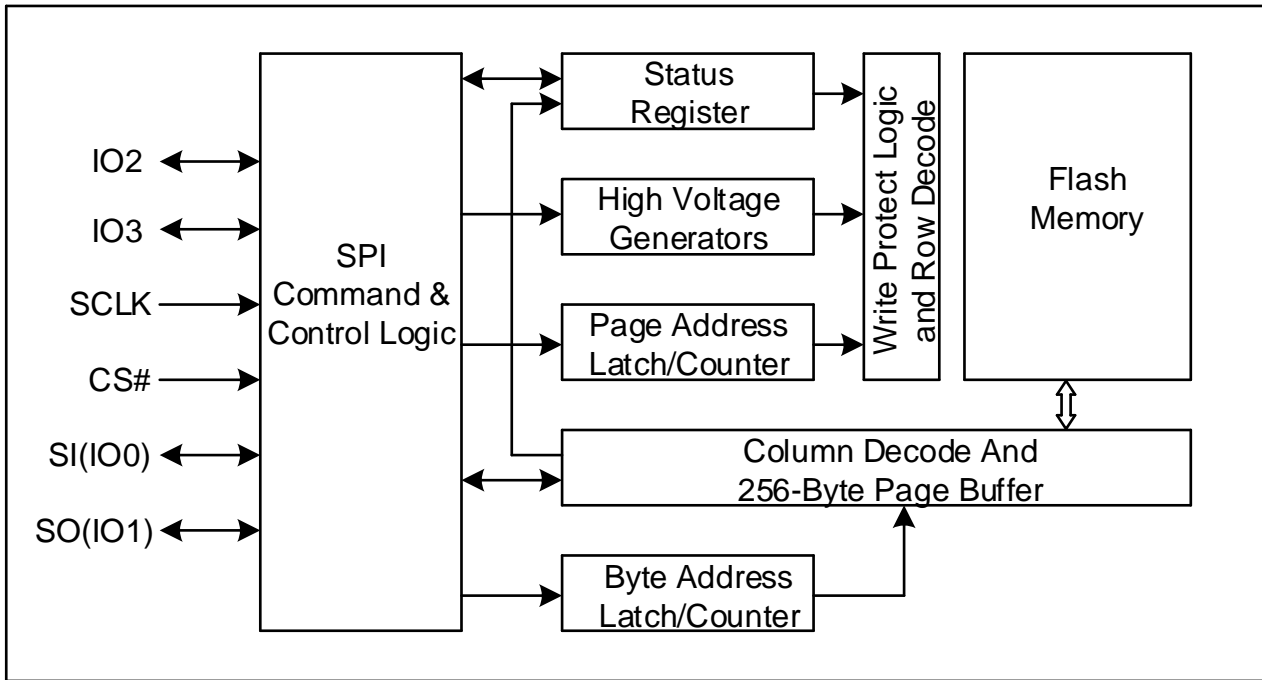 IO2
IO3
SCLK
CS#
SI(IO0)
SO(IO1)
SPI
Command &
Control Logic
Status
Register
High Voltage
Generators
Page Address
Latch/Counter
Write Protect Logic
and Row Decode
Flash
Memory
Column Decode And
256-Byte Page Buffer
Byte Address
Latch/Counter